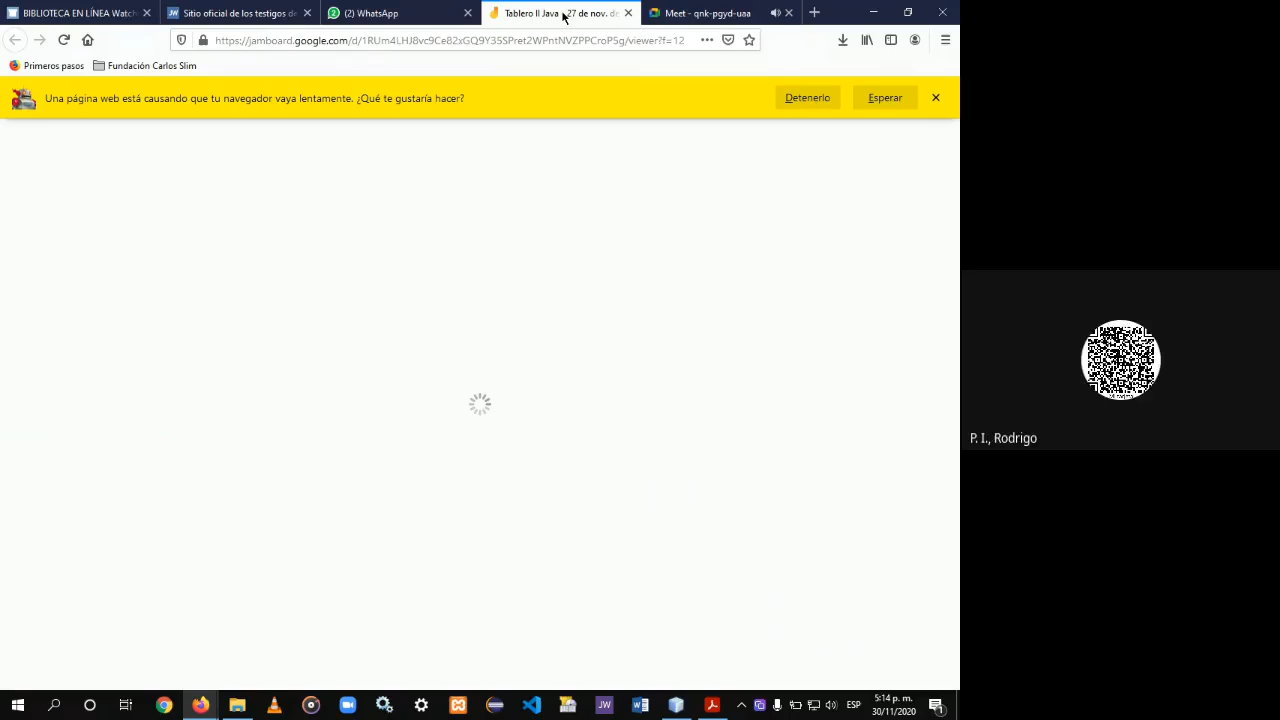 BIBLIOTECA EN LÍNEA Watch
Sitio oficial de los testigos de
(2) WhatsApp
Tablero II Java - 27 de nov. de
Meet - qnk-pgyd-uaa
https://jamboard.google.com/d/1RUm4LHJ8vc9Ce82xGQ9Y35SPret2WPntNVZPPCroP5g/viewer?f=12
Primeros pasos
Fundación Carlos Slim
Una página web está causando que tu navegador vaya lentamente. ¿Qué te gustaría hacer?
Detenerlo
Esperar
P. I., Rodrigo
JW
ESP
5:14 p. m.
30/11/2020